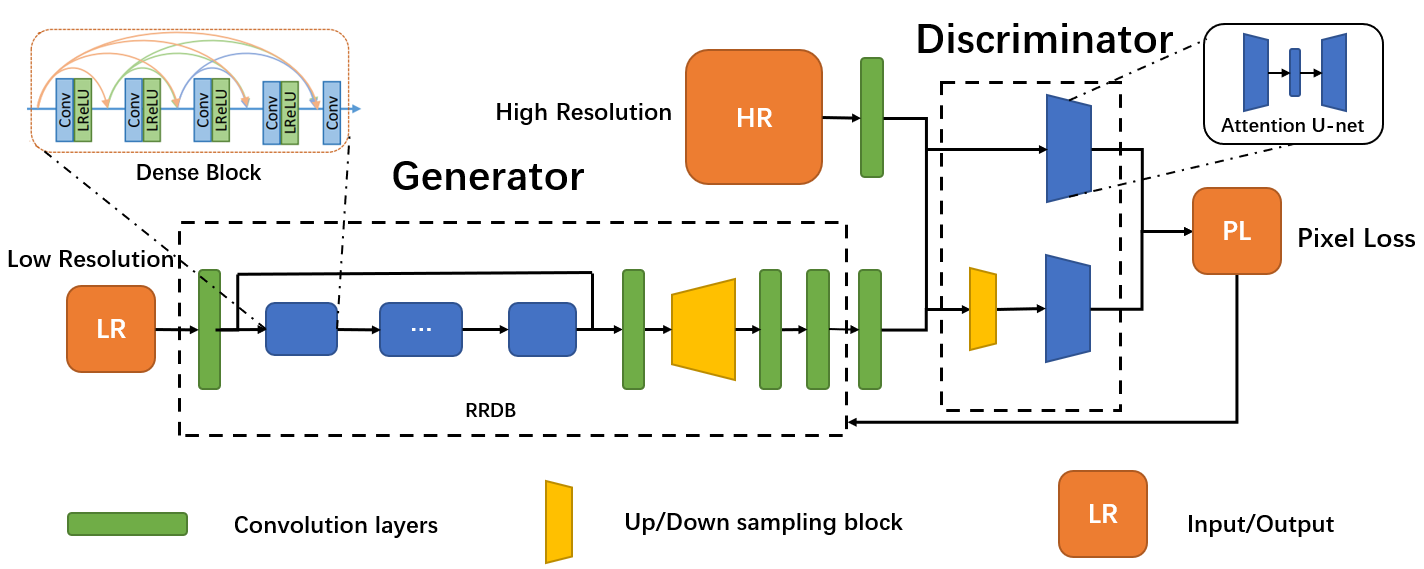 Discriminator
Conv
LReLU
Conv
LReLU
Conv
LReLU
Conv
LReLU
Conv
Dense Block
High Resolution
HR
Attention U-net
Generator
Low Resolution
LR
...
RRDB
PL
Pixel Loss
Convolution layers
Up/Down sampling block
LR
Input/Output